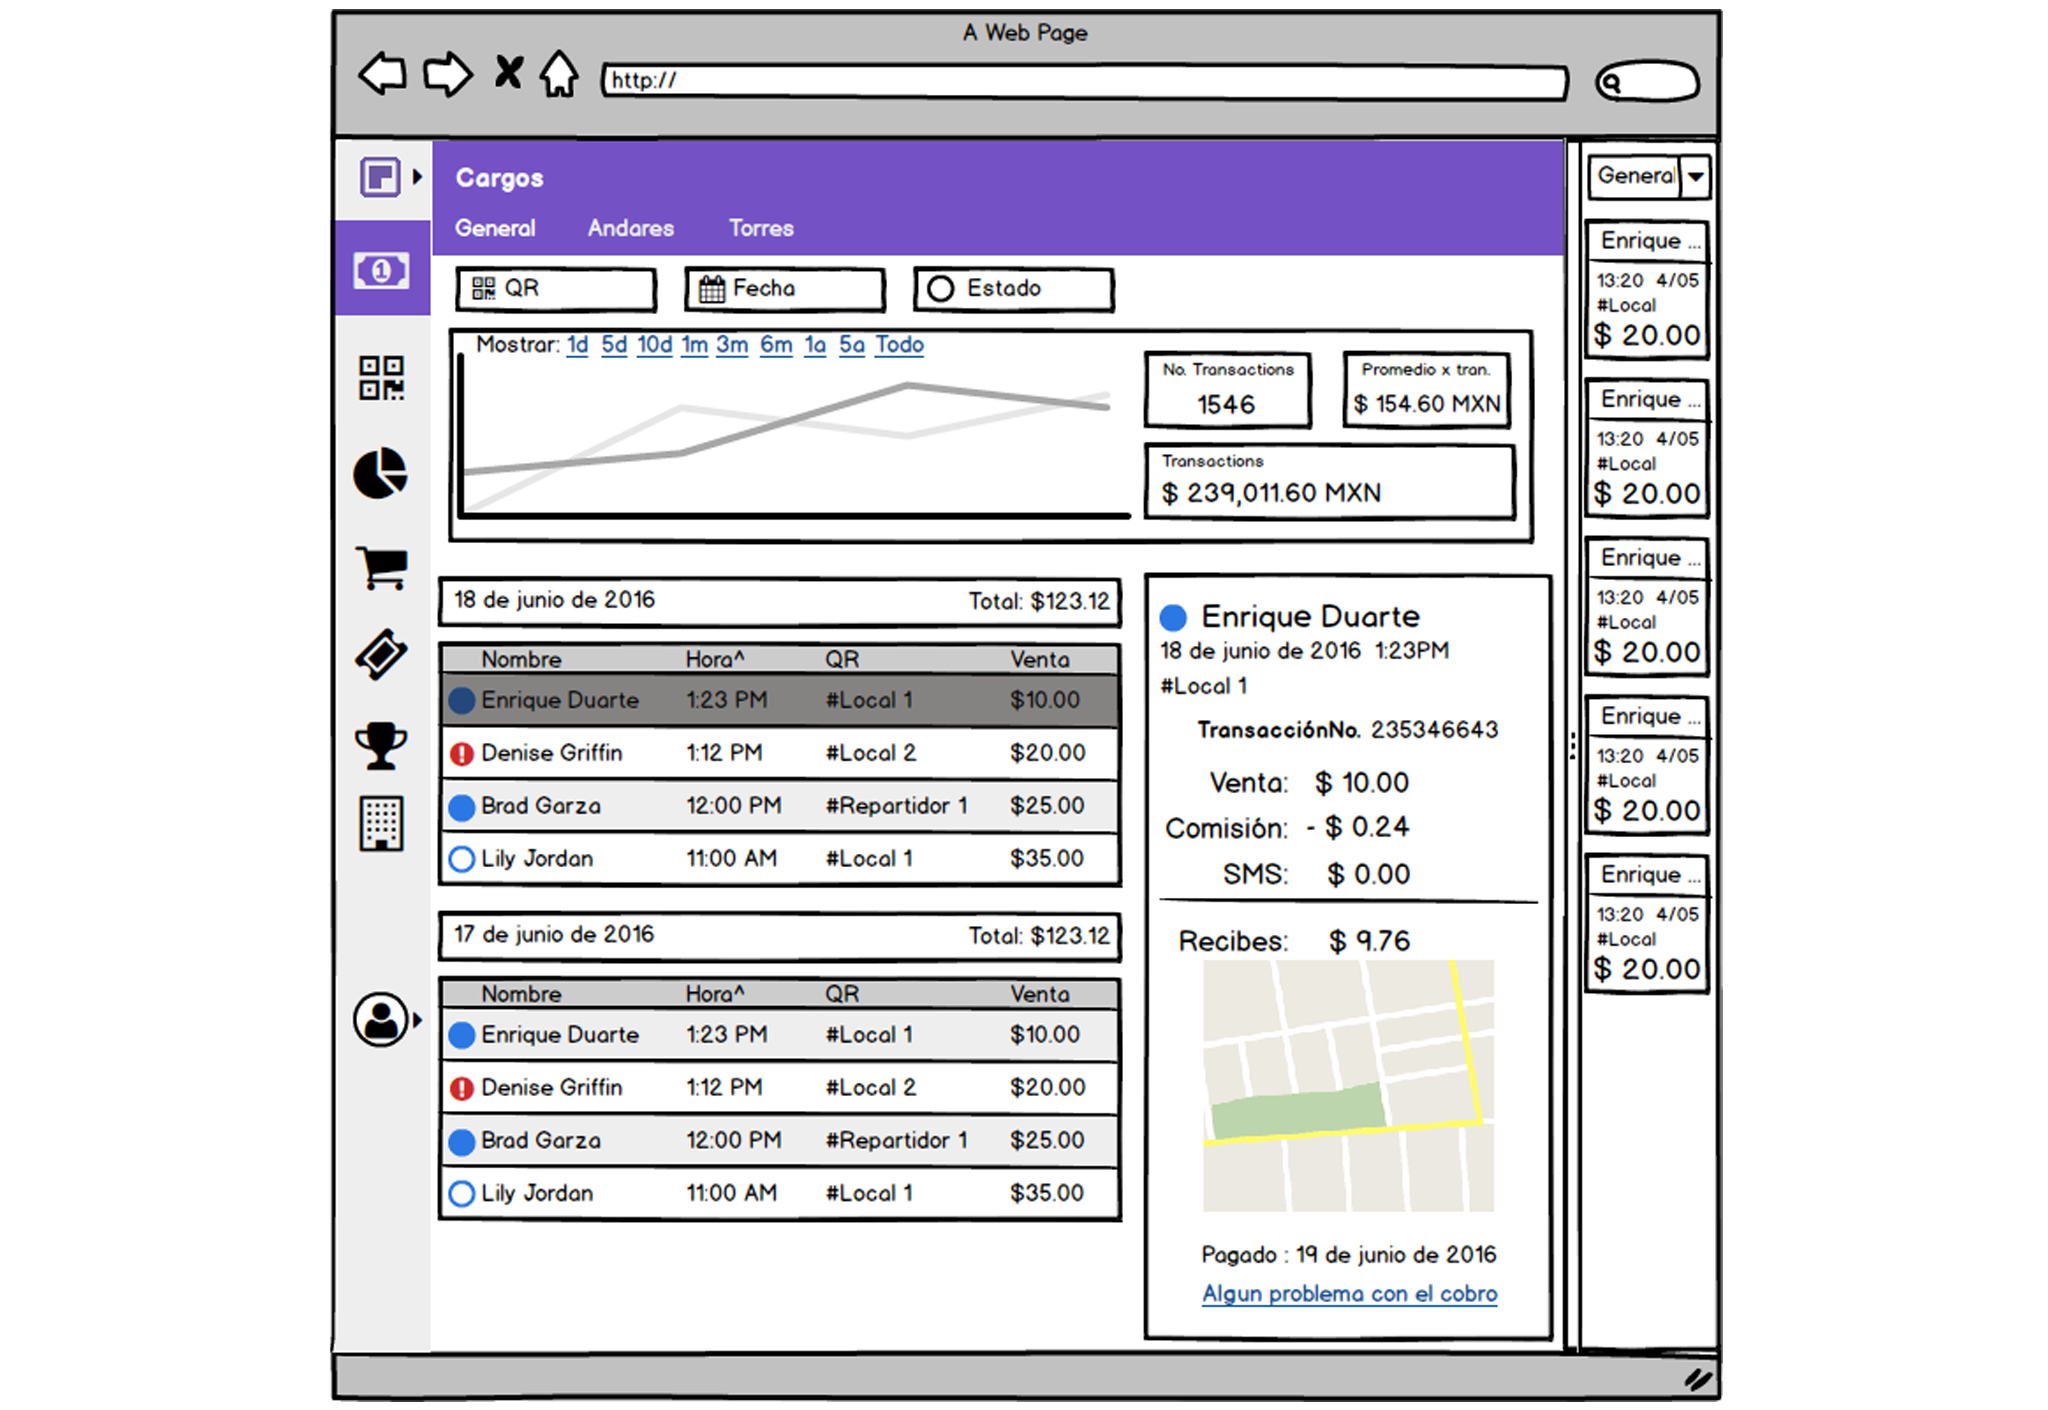 A Web Page
http://
Cargos
General Andares Torres
QR Fecha Estado
Mostrar: 1d 5d 10d 1m 3m 6m 1a 5a Todo
No. Transactions
1546
Promedio x tran.
$ 154.60 MXN
Transactions
$ 239,011.60 MXN
18 de junio de 2016 Total: $123.12
Nombre Hora^ QR Venta
Enrique Duarte 1:23 PM #Local 1 $10.00
Denise Griffin 1:12 PM #Local 2 $20.00
Brad Garza 12:00 PM #Repartidor 1 $25.00
Lily Jordan 11:00 AM #Local 1 $35.00
17 de junio de 2016 Total: $123.12
Nombre Hora^ QR Venta
Enrique Duarte 1:23 PM #Local 1 $10.00
Denise Griffin 1:12 PM #Local 2 $20.00
Brad Garza 12:00 PM #Repartidor 1 $25.00
Lily Jordan 11:00 AM #Local 1 $35.00
Enrique Duarte
18 de junio de 2016 1:23PM
#Local 1
TransacciónNo. 235346643
Venta: $ 10.00
Comisión: - $ 0.24
SMS: $ 0.00
Recibes: $ 9.76
Pagado : 19 de junio de 2016
Algun problema con el cobro
General
Enrique ...
13:20 4/05
#Local
$ 20.00
Enrique ...
13:20 4/05
#Local
$ 20.00
Enrique ...
13:20 4/05
#Local
$ 20.00
Enrique ...
13:20 4/05
#Local
$ 20.00
Enrique ...
13:20 4/05
#Local
$ 20.00